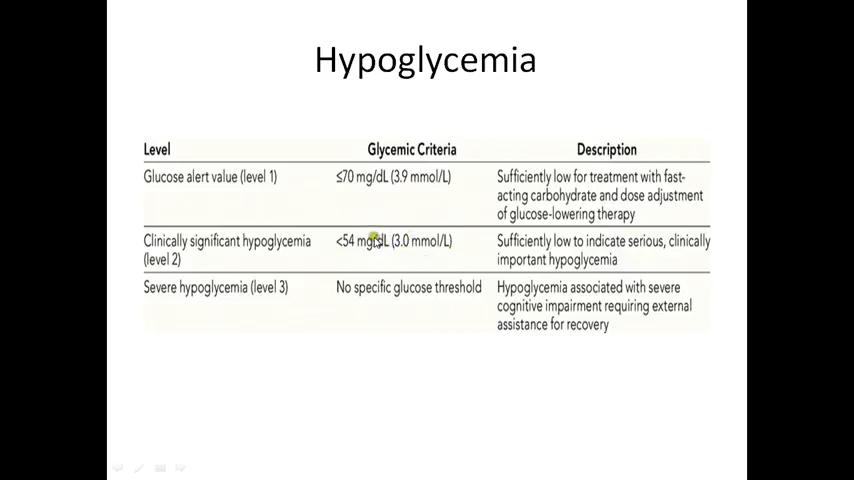 Hypoglycemia
Level Glycemic Criteria Description
Glucose alert value (level 1) ≤70 mg/dL (3.9 mmol/L) Sufficiently low for treatment with fast-
acting carbohydrate and dose adjustment
of glucose-lowering therapy
Clinically significant hypoglycemia <54 mg/dL (3.0 mmol/L) Sufficiently low to indicate serious, clinically
(level 2) important hypoglycemia
Severe hypoglycemia (level 3) No specific glucose threshold Hypoglycemia associated with severe
cognitive impairment requiring external
assistance for recovery